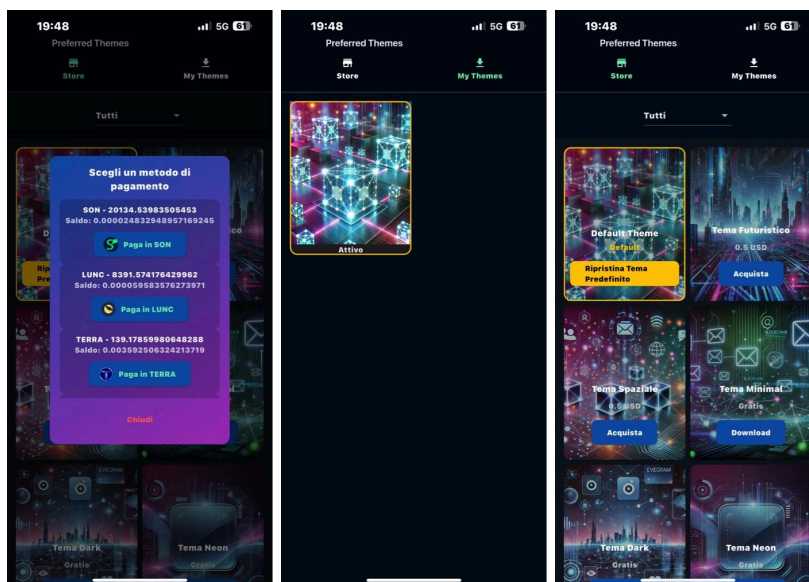 19:48
5G 61
Preferred Themes
Store
My Themes
Tutti
Scegli un metodo di
pagamento
SON - 20134.53983505453
Saldo: 0.000024832948957169245
Paga in SON
LUNC - 8391.574176429962
Saldo: 0.000059583576273971
Paga in LUNC
TERRA - 139.17859980648288
Saldo: 0.003592506324213719
Paga in TERRA
Chiudi
EVEGRAM
Tema Dark
Gratis
Tema Neon
Gratis
19:48
5G 61
Preferred Themes
Store
My Themes
Attivo
19:48
5G 61
Preferred Themes
Store
My Themes
Tutti
Default Theme
Default
Ripristina Tema
Predefinito
Tema Futuristico
0.5 USD
Acquista
Tema Spaziale
0.5 USD
Acquista
Tema Minimal
Gratis
Download
EVEGRAM
Tema Dark
Gratis
Tema Neon
Gratis